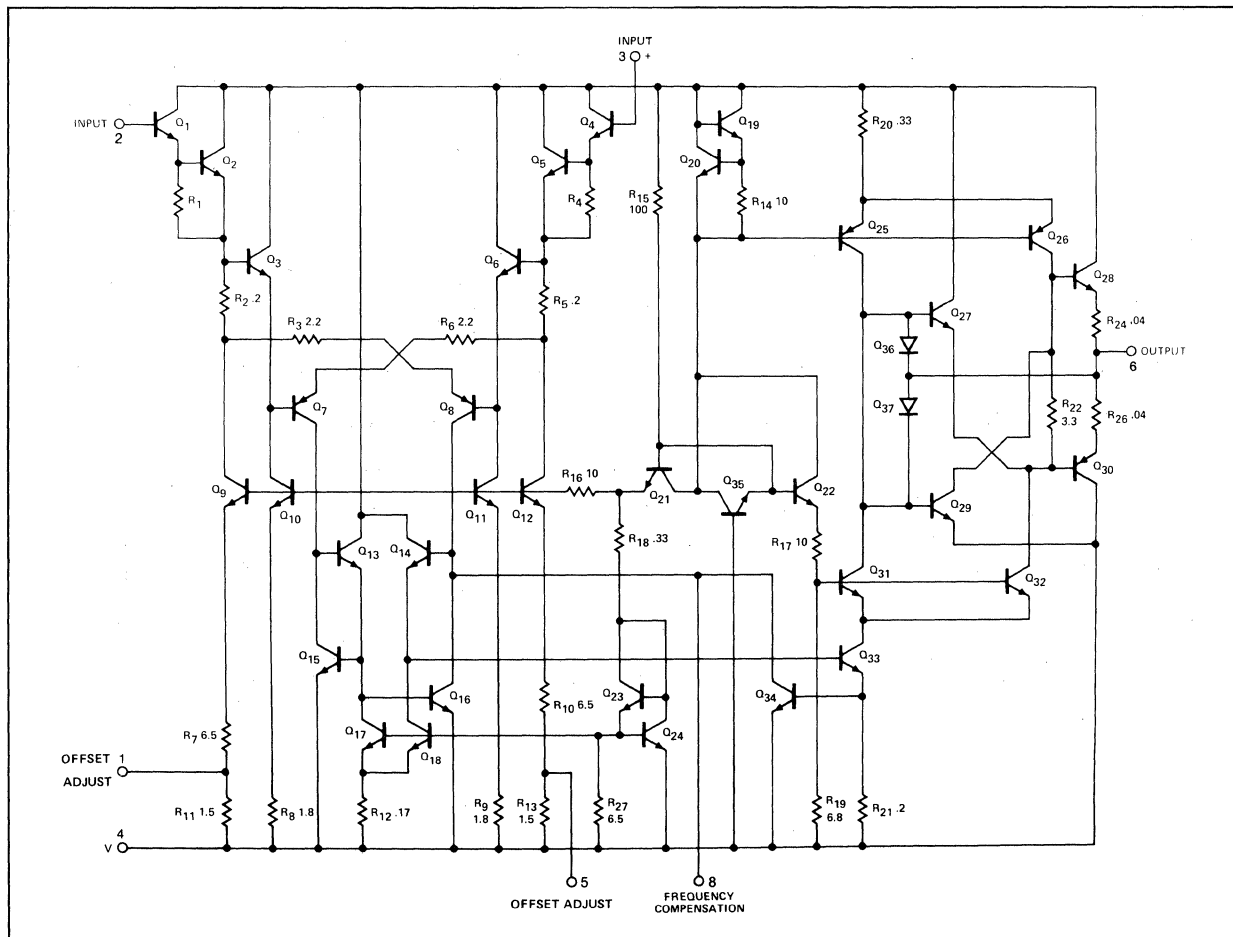 INPUT
3 +
INPUT
2
Q1
Q2
R1
Q3
R2 .2
R3 2.2
R6 2.2
Q4
Q5
R4
Q6
R5 .2
R15
100
Q19
Q20
R14 10
R20 .33
Q25
Q26
Q28
R24 .04
OUTPUT
6
Q27
Q36
Q37
R22
3.3
R26 .04
Q30
Q29
Q7
Q8
Q9
Q10
Q11
Q12
R16 10
Q21
Q35
Q22
R18 .33
R17 10
Q13
Q14
Q31
Q32
Q15
Q16
Q33
Q34
Q17
Q18
Q23
Q24
R10 6.5
R7 6.5
OFFSET 1
ADJUST
R11 1.5
R8 1.8
R12 .17
R9
1.8
R13
1.5
R27
6.5
R19
6.8
R21 .2
4
V
5
OFFSET ADJUST
8
FREQUENCY
COMPENSATION